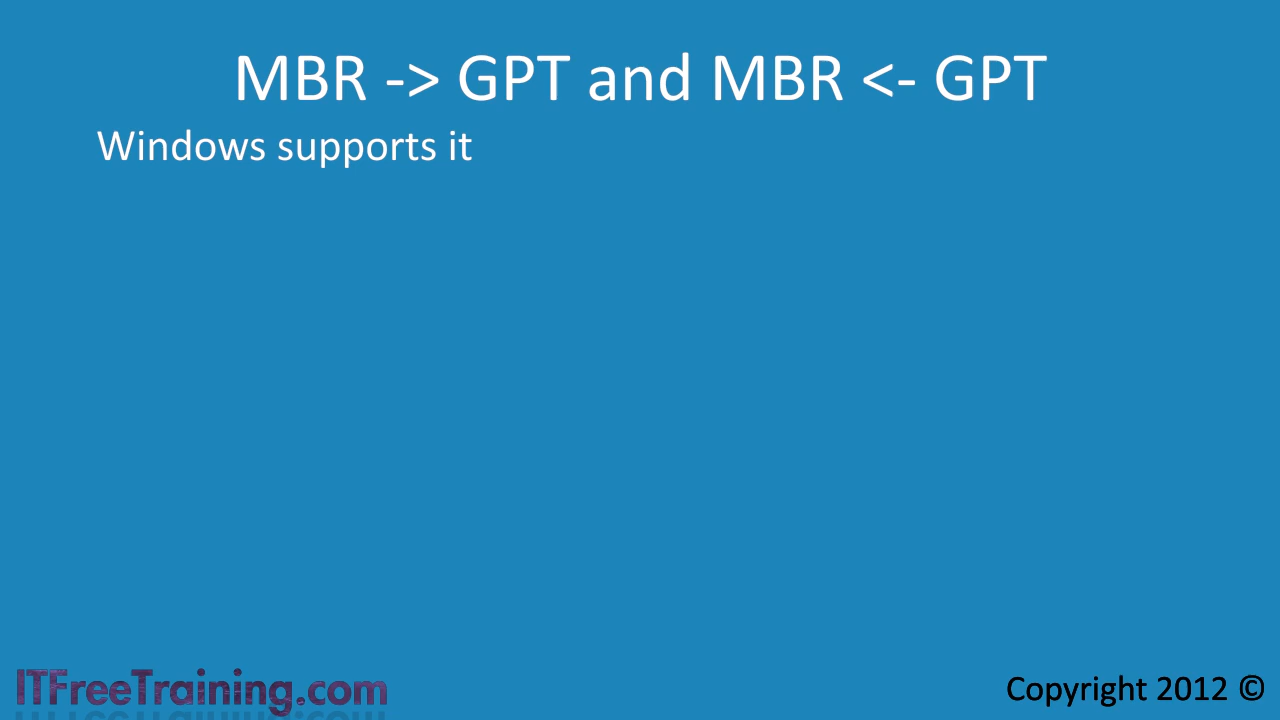 MBR -> GPT and MBR <- GPT
Windows supports it
ITFreeTraining.com
Copyright 2012 ©